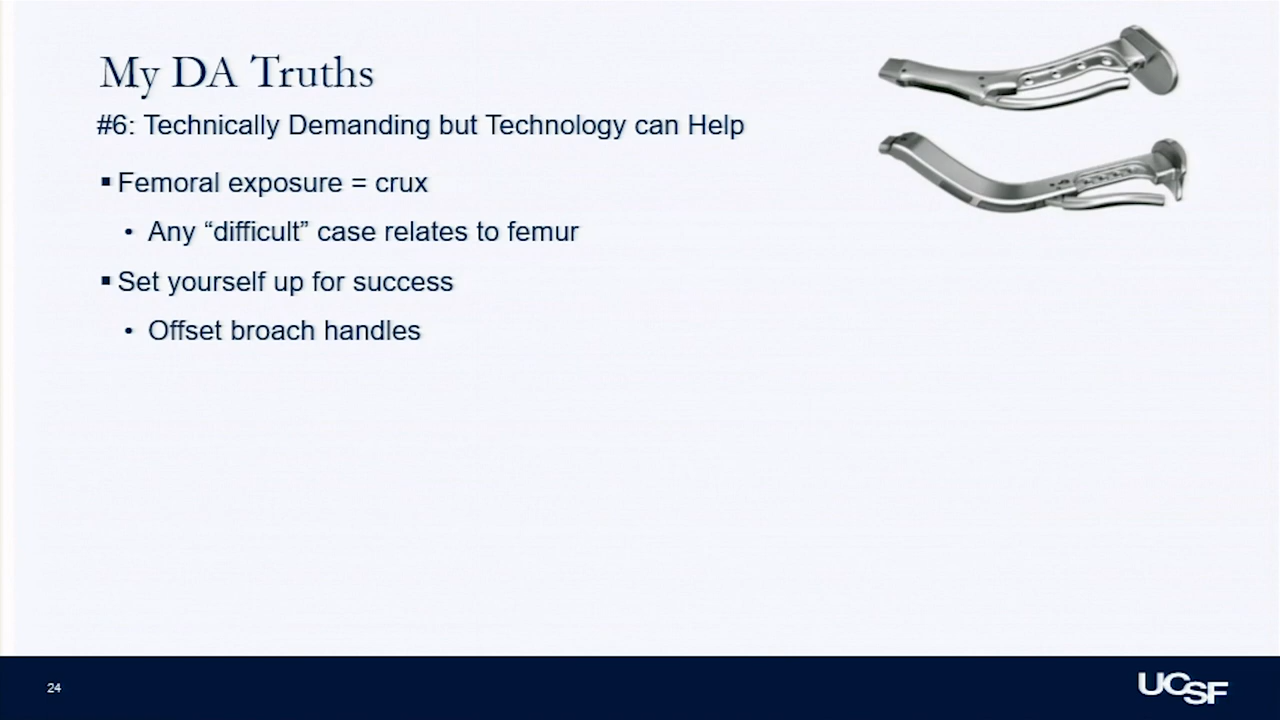 My DA Truths
#6: Technically Demanding but Technology can Help
▪ Femoral exposure = crux
• Any “difficult” case relates to femur
▪ Set yourself up for success
• Offset broach handles
24
UCSF